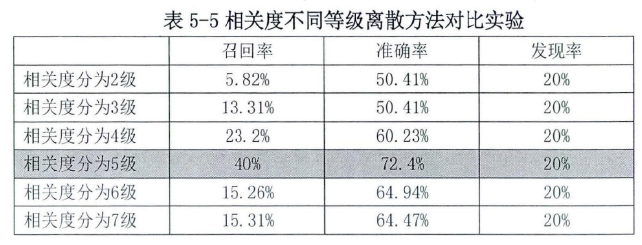 表 5-5 相关度不同等级离散方法对比实验
召回率 准确率 发现率
相关度分为2级 5.82% 50.41% 20%
相关度分为3级 13.31% 50.41% 20%
相关度分为4级 23.2% 60.23% 20%
相关度分为5级 40% 72.4% 20%
相关度分为6级 15.26% 64.94% 20%
相关度分为7级 15.31% 64.47% 20%